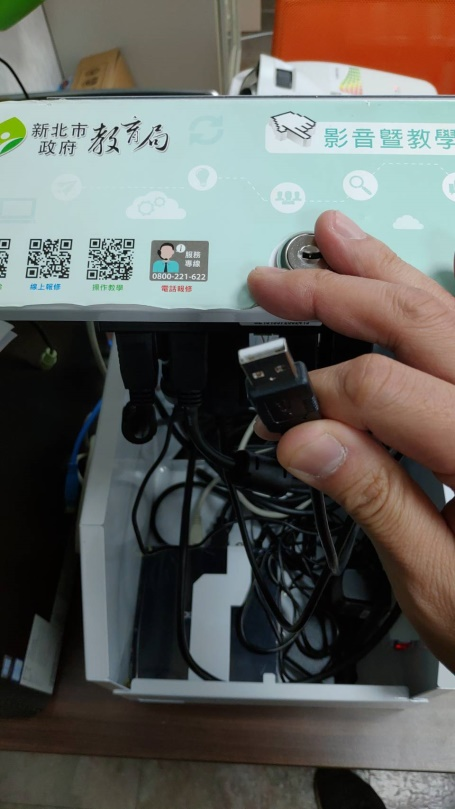 新北市
政府 教育局
影音暨教學
線上報修
操作教學
服務
專線
0800-221-622
電話報修